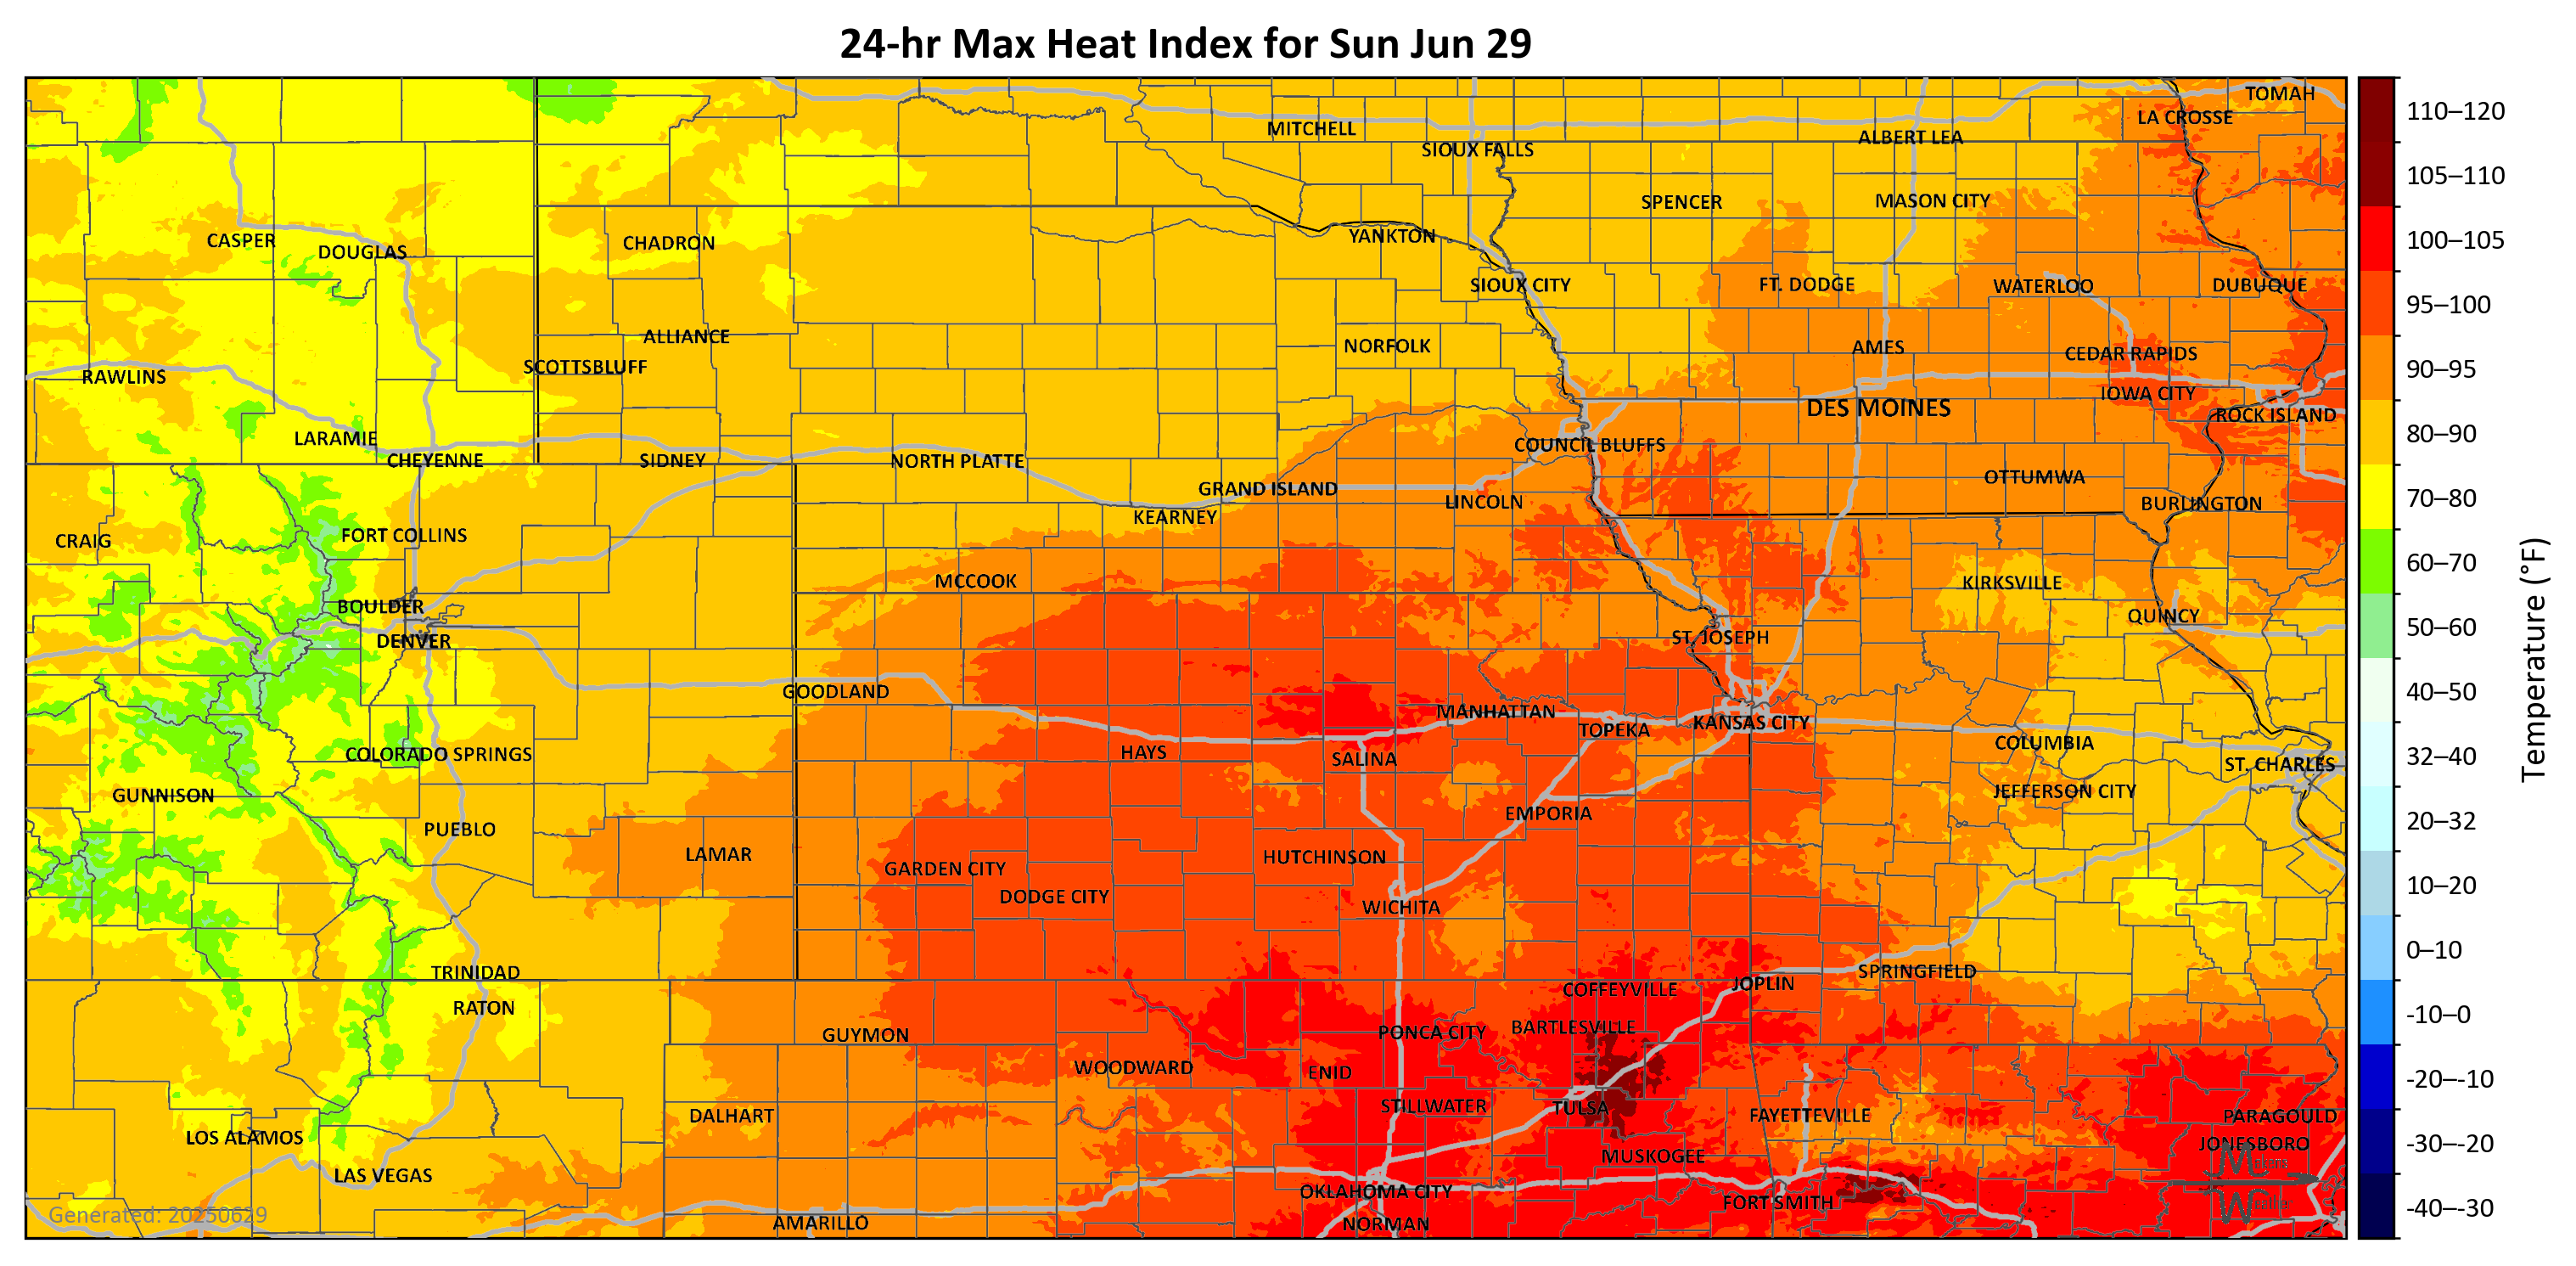 24-hr Max Heat Index for Sun Jun 29
TOMAH
LA CROSSE
MITCHELL
ALBERT LEA
SIOUX FALLS
SPENCER
MASON CITY
CASPER
YANKTON
CHADRON
DOUGLAS
SIOUX CITY
FT. DODGE
WATERLOO
DUBUQUE
ALLIANCE
NORFOLK
AMES
CEDAR RAPIDS
SCOTTSBLUFF
RAWLINS
IOWA CITY
DES MOINES
ROCK ISLAND
LARAMIE
COUNCIL BLUFFS
CHEYENNE
SIDNEY
NORTH PLATTE
OTTUMWA
GRAND ISLAND
LINCOLN
BURLINGTON
KEARNEY
FORT COLLINS
CRAIG
MCCOOK
KIRKSVILLE
BOULDER
QUINCY
DENVER
ST. JOSEPH
GOODLAND
MANHATTAN
KANSAS CITY
TOPEKA
COLUMBIA
HAYS
COLORADO SPRINGS
SALINA
ST. CHARLES
GUNNISON
JEFFERSON CITY
EMPORIA
PUEBLO
LAMAR
HUTCHINSON
GARDEN CITY
DODGE CITY
WICHITA
TRINIDAD
SPRINGFIELD
JOPLIN
COFFEYVILLE
RATON
BARTLESVILLE
PONCA CITY
GUYMON
WOODWARD
ENID
STILLWATER
TULSA
DALHART
FAYETTEVILLE
PARAGOULD
LOS ALAMOS
JONESBORO
MUSKOGEE
LAS VEGAS
OKLAHOMA CITY
FORT SMITH
AMARILLO
NORMAN
Generated: 20250629
110–120
105–110
100–105
95–100
90–95
80–90
70–80
60–70
50–60
40–50
32–40
20–32
10–20
0–10
-10–0
-20–-10
-30–-20
-40–-30
Temperature (°F)